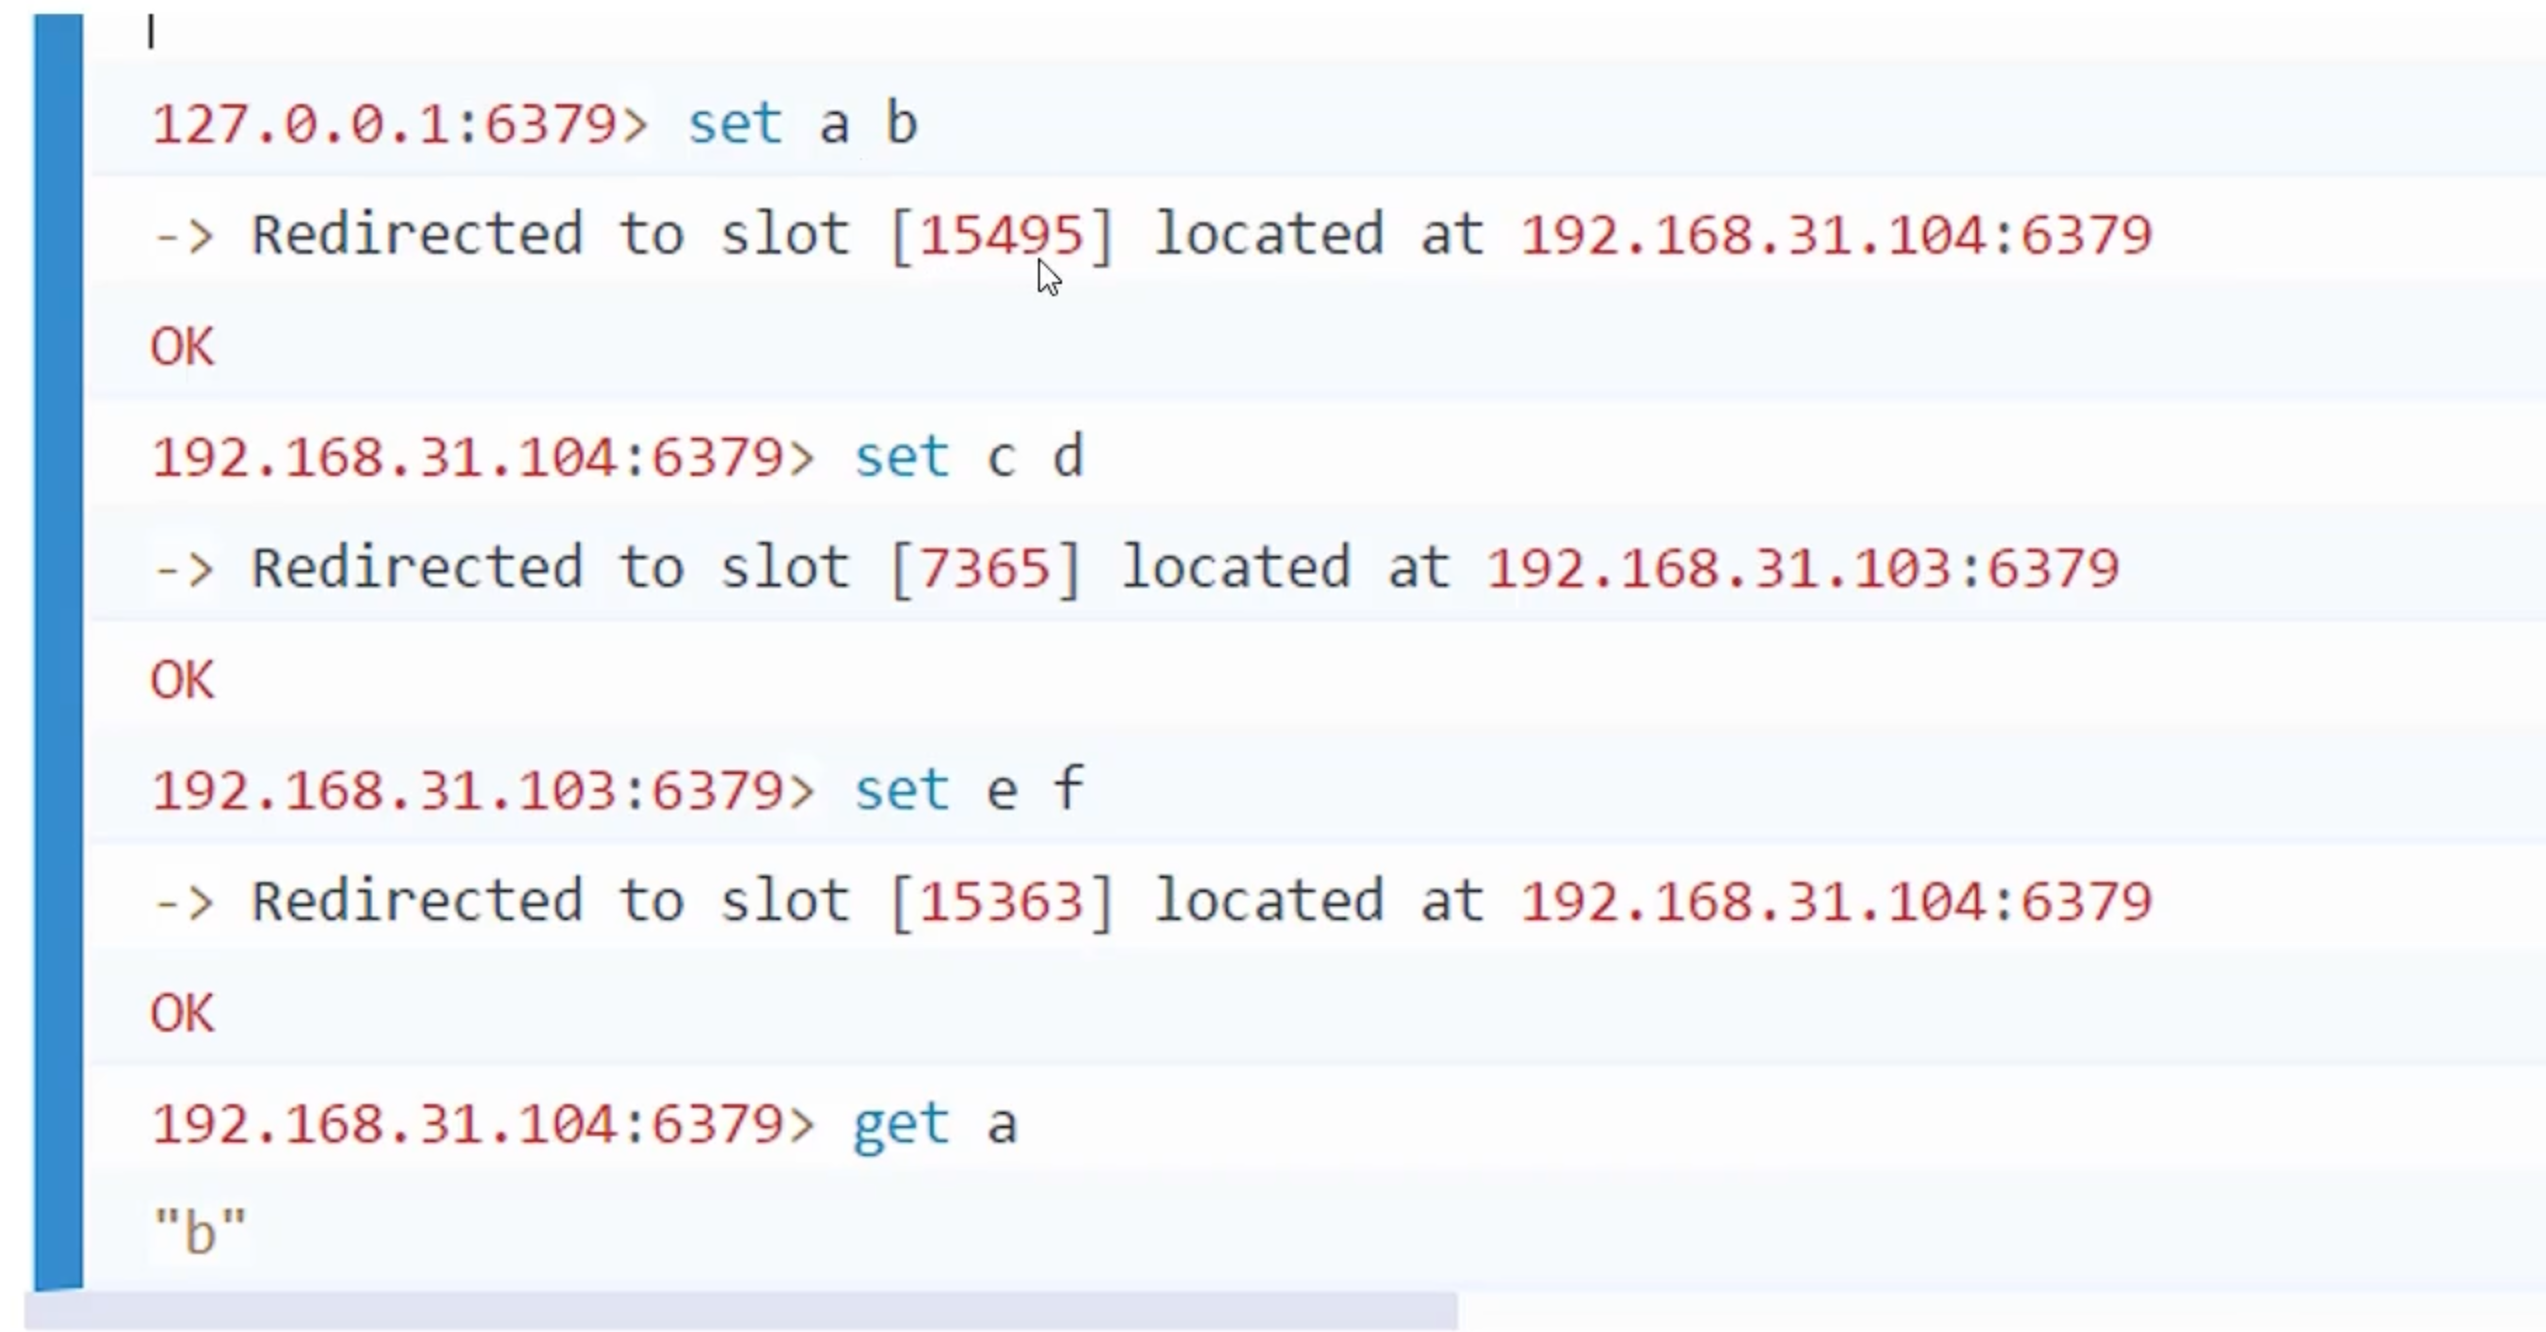 127.0.0.1:6379> set a b
-> Redirected to slot [15495] located at 192.168.31.104:6379
OK
192.168.31.104:6379> set c d
-> Redirected to slot [7365] located at 192.168.31.103:6379
OK
192.168.31.103:6379> set e f
-> Redirected to slot [15363] located at 192.168.31.104:6379
OK
192.168.31.104:6379> get a
"b"